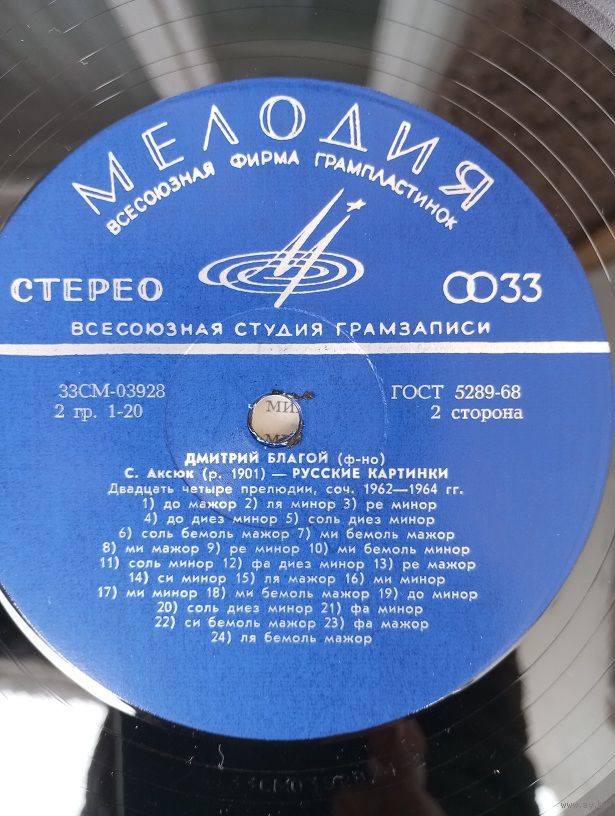 МЕЛОДИЯ
ВСЕСОЮЗНАЯ ФИРМА ГРАМПЛАСТИНОК
СТЕРЕО
33
ВСЕСОЮЗНАЯ СТУДИЯ ГРАМЗАПИСИ
33СМ-03928
ГОСТ 5289-68
2 гр. 1-20
2 сторона
МИ
ДМИТРИЙ БЛАГОЙ (ф-но)
С. Аксюк (р. 1901) — РУССКИЕ КАРТИНКИ
Двадцать четыре прелюдии, соч. 1962—1964 гг.
1) до мажор 2) ля минор 3) ре минор
4) до диез минор 5) соль диез минор
6) соль бемоль мажор 7) ми бемоль мажор
8) ми мажор 9) ре минор 10) ми бемоль минор
11) соль минор 12) фа диез минор 13) ре мажор
14) си минор 15) ля мажор 16) ми минор
17) ми минор 18) ми бемоль мажор 19) до минор
20) соль диез минор 21) фа минор
22) си бемоль мажор 23) фа мажор
24) ля бемоль мажор